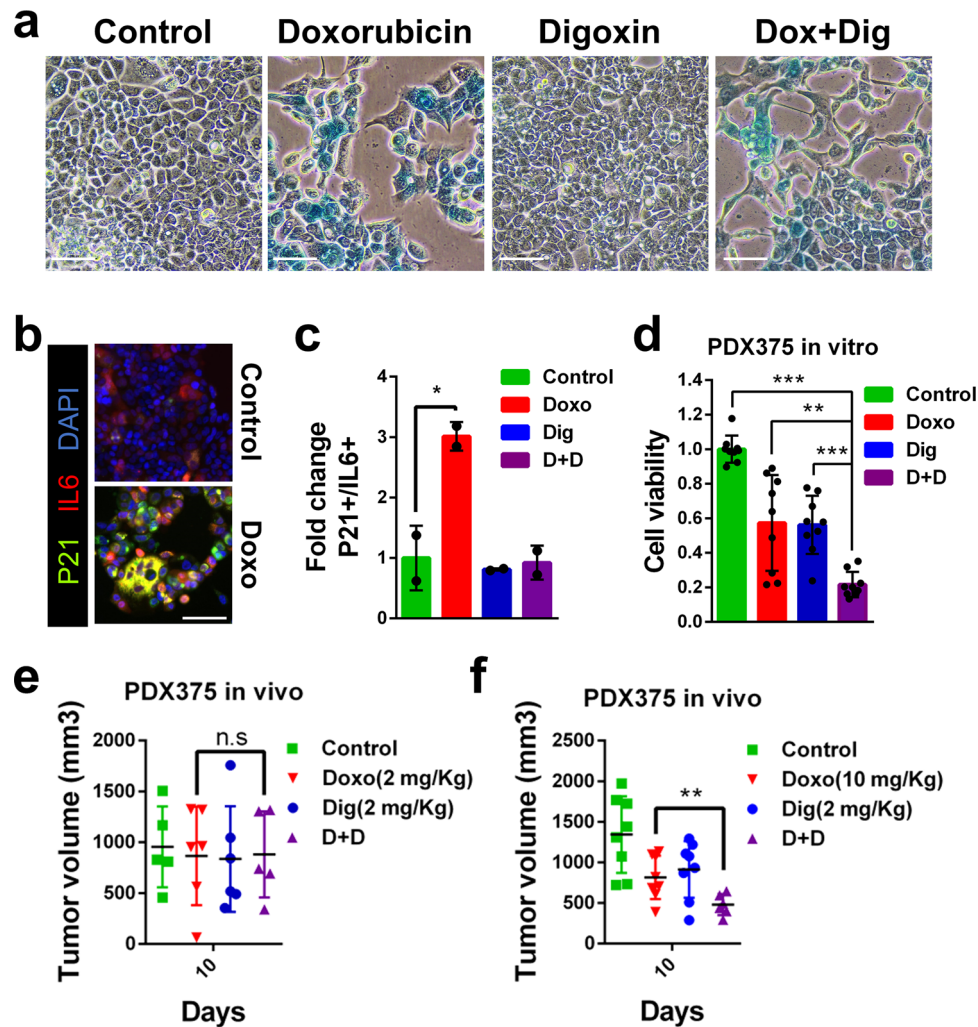 a
Control Doxorubicin Digoxin Dox+Dig
b
P21 IL6 DAPI
Control
Doxo
c
Fold change
P21+/IL6+
4
3
2
1
0
*
Control
Doxo
Dig
D+D
d
PDX375 in vitro
Cell viability
1.4
1.2
1.0
0.8
0.6
0.4
0.2
0.0
***
**
***
Control
Doxo
Dig
D+D
e
PDX375 in vivo
Tumor volume (mm3)
2000
1500
1000
500
0
n.s
Control
Doxo(2 mg/Kg)
Dig(2 mg/Kg)
D+D
10
Days
f
PDX375 in vivo
Tumor volume (mm3)
2500
2000
1500
1000
500
0
**
Control
Doxo(10 mg/Kg)
Dig(2 mg/Kg)
D+D
10
Days